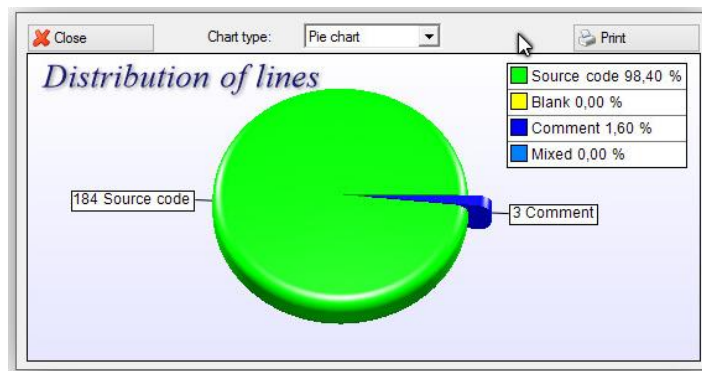 Close
Chart type:
Pie chart
Print
Distribution of lines
Source code 98,40 %
Blank 0,00 %
Comment 1,60 %
Mixed 0,00 %
184 Source code
3 Comment